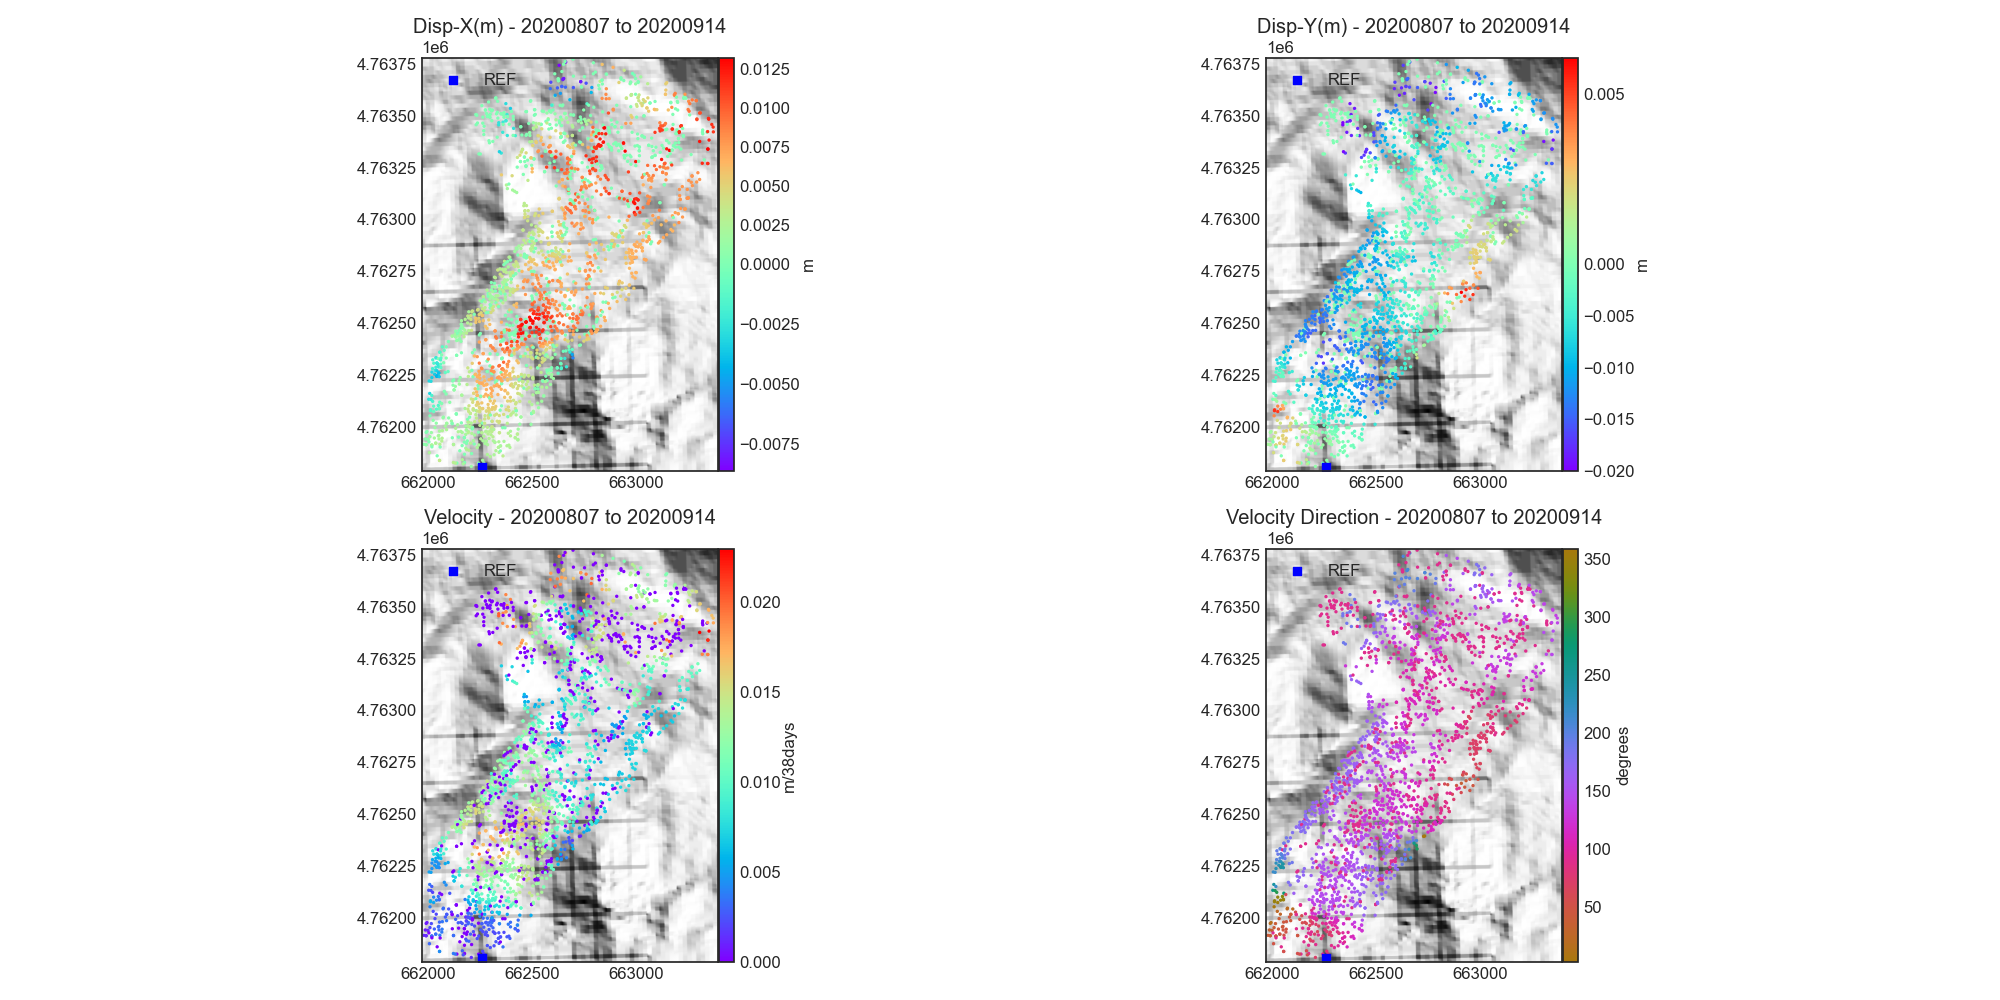 Disp-X(m) - 20200807 to 20200914
1e6
4.76375
4.76350
4.76325
4.76300
4.76275
4.76250
4.76225
4.76200
662000 662500 663000
REF
0.0125
0.0100
0.0075
0.0050
0.0025
0.0000
−0.0025
−0.0050
−0.0075
m
Disp-Y(m) - 20200807 to 20200914
1e6
4.76375
4.76350
4.76325
4.76300
4.76275
4.76250
4.76225
4.76200
662000 662500 663000
REF
0.005
0.000
−0.005
−0.010
−0.015
−0.020
m
Velocity - 20200807 to 20200914
1e6
4.76375
4.76350
4.76325
4.76300
4.76275
4.76250
4.76225
4.76200
662000 662500 663000
REF
0.020
0.015
0.010
0.005
0.000
m/38days
Velocity Direction - 20200807 to 20200914
1e6
4.76375
4.76350
4.76325
4.76300
4.76275
4.76250
4.76225
4.76200
662000 662500 663000
REF
350
300
250
200
150
100
50
degrees